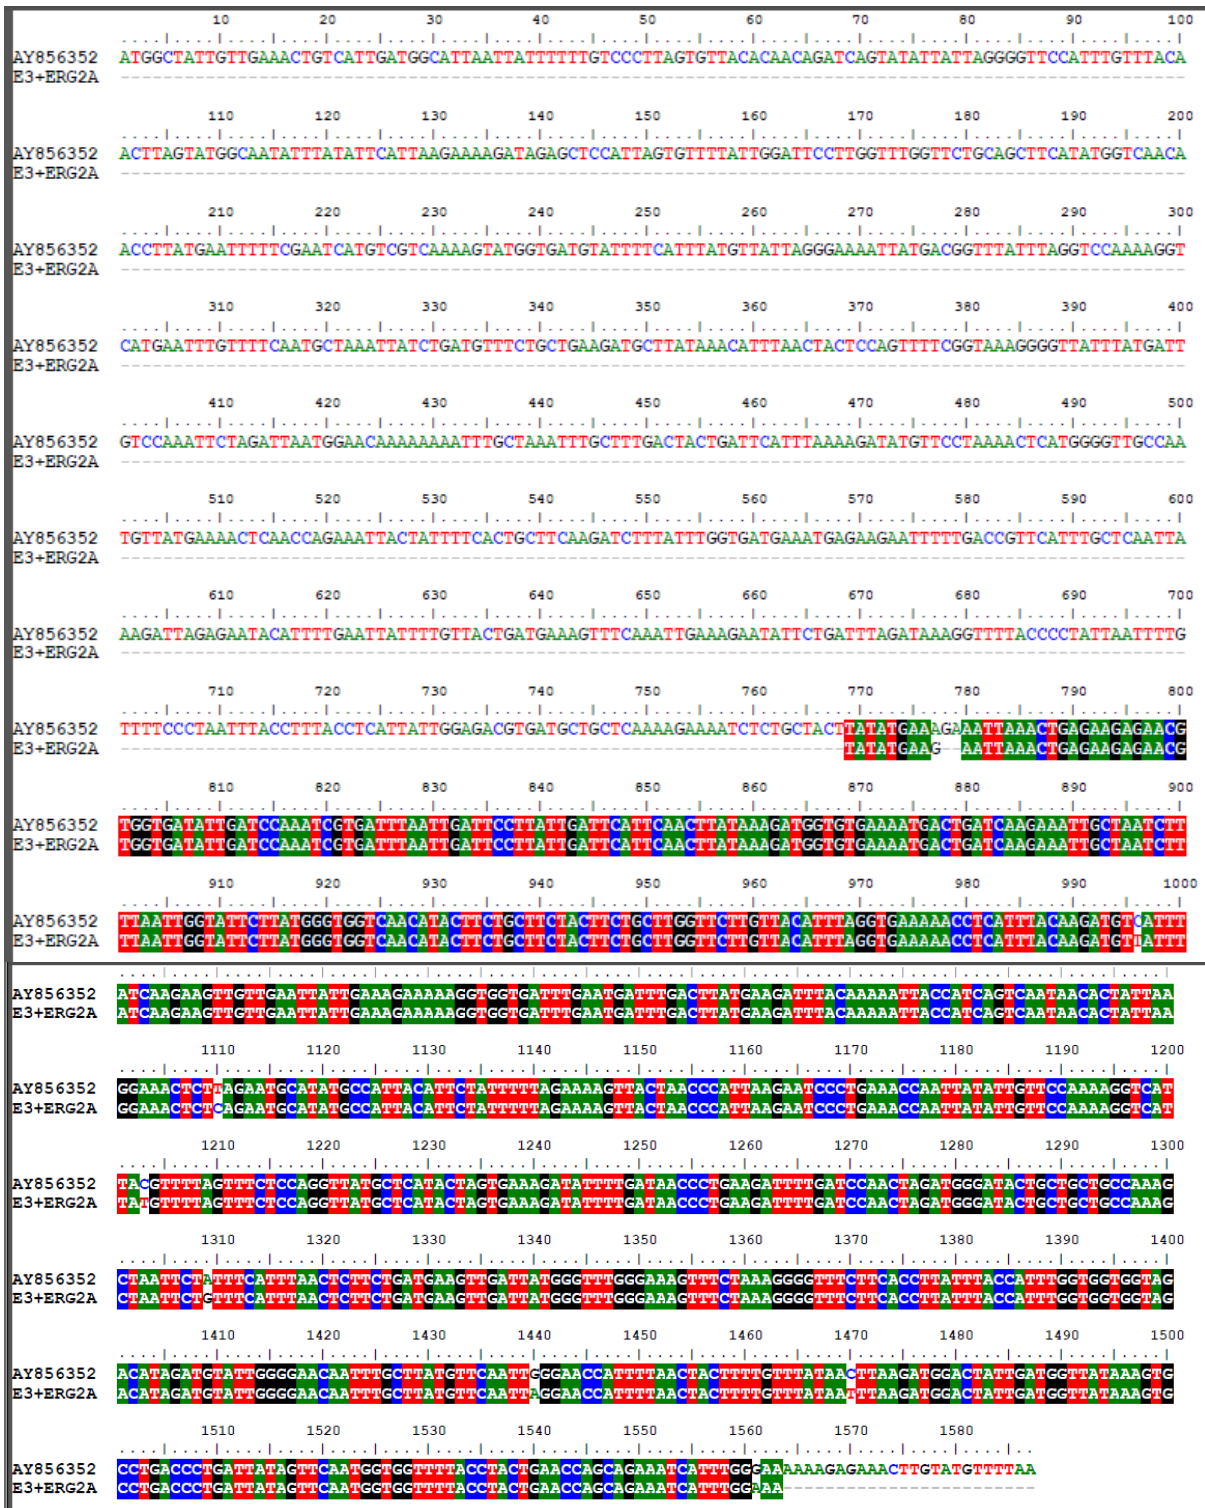 10 20 30 40 50 60 70 80 90 100
....|....|....|....|....|....|....|....|....|....|....|....|....|....|....|....|....|....|....|....|
AY856352 ATGGCTATTGTTGAAACTGTCATTGATGGCATTAATTATTTTTTGTCCCTTAGTGTTACACAACAGATCAGTATATTATTAGGGGTTCCATTTGTTTACA
E3+ERG2A ----------------------------------------------------------------------------------------------------
110 120 130 140 150 160 170 180 190 200
....|....|....|....|....|....|....|....|....|....|....|....|....|....|....|....|....|....|....|....|
AY856352 ACTTAGTATGGCAATATTTATATTCATTAAGAAAAGATAGAGCTCCATTAGTGTTTTATTGGATTCCTTGGTTTGGTTCTGCAGCTTCATATGGTCAACA
E3+ERG2A ----------------------------------------------------------------------------------------------------
210 220 230 240 250 260 270 280 290 300
....|....|....|....|....|....|....|....|....|....|....|....|....|....|....|....|....|....|....|....|
AY856352 ACCTTATGAATTTTTCGAATCATGTCGTCAAAAGTATGGTGATGTATTTTCATTTATGTTATTAGGGAAAATTATGACGGTTTATTTAGGTCCAAAAGGT
E3+ERG2A ----------------------------------------------------------------------------------------------------
310 320 330 340 350 360 370 380 390 400
....|....|....|....|....|....|....|....|....|....|....|....|....|....|....|....|....|....|....|....|
AY856352 CATGAATTTGTTTTCAATGCTAAATTATCTGATGTTTCTGCTGAAGATGCTTATAAACATTTAACTACTCCAGTTTTCGGTAAAGGGGTTATTTATGATT
E3+ERG2A ----------------------------------------------------------------------------------------------------
410 420 430 440 450 460 470 480 490 500
....|....|....|....|....|....|....|....|....|....|....|....|....|....|....|....|....|....|....|....|
AY856352 GTCCAAATTCTAGATTAATGGAACAAAAAAAATTTGCTAAATTTGCTTTGACTACTGATTCATTTAAAAGATATGTTCCTAAAACTCATGGGGTTGCCAA
E3+ERG2A ----------------------------------------------------------------------------------------------------
510 520 530 540 550 560 570 580 590 600
....|....|....|....|....|....|....|....|....|....|....|....|....|....|....|....|....|....|....|....|
AY856352 TGTTATGAAAACTCAACCAGAAATTACTATTTTCACTGCTTCAAGATCTTTATTTGGTGATGAAATGAGAAGAATTTTTGACCGTTCATTTGCTCAATTA
E3+ERG2A ----------------------------------------------------------------------------------------------------
610 620 630 640 650 660 670 680 690 700
....|....|....|....|....|....|....|....|....|....|....|....|....|....|....|....|....|....|....|....|
AY856352 AAGATTAGAGAATACATTTTGAATTATTTTGTTACTGATGAAAGTTTCAAATTGAAAGAATATTCTGATTTAGATAAAGGTTTTACCCCTATTAATTTTG
E3+ERG2A ----------------------------------------------------------------------------------------------------
710 720 730 740 750 760 770 780 790 800
....|....|....|....|....|....|....|....|....|....|....|....|....|....|....|....|....|....|....|....|
AY856352 TTTTCCCTAATTTACCTTTACCTCATTATTGGAGACGTGATGCTGCTCAAAAGAAAATCTCTGCTACTTATATGAAAGAAATTAAACTGAGAAGAGAACG
E3+ERG2A --------------------------------------------------------------------TATATGAAG--AATTAAACTGAGAAGAGAACG
810 820 830 840 850 860 870 880 890 900
....|....|....|....|....|....|....|....|....|....|....|....|....|....|....|....|....|....|....|....|
AY856352 TGGTGATATTGATCCAAATCGTGATTTAATTGATTCCTTATTGATTCATTCAACTTATAAAGATGGTGTGAAAATGACTGATCAAGAAATTGCTAATCTT
E3+ERG2A TGGTGATATTGATCCAAATCGTGATTTAATTGATTCCTTATTGATTCATTCAACTTATAAAGATGGTGTGAAAATGACTGATCAAGAAATTGCTAATCTT
910 920 930 940 950 960 970 980 990 1000
....|....|....|....|....|....|....|....|....|....|....|....|....|....|....|....|....|....|....|....|
AY856352 TTAATTGGTATTCTTATGGGTGGTCAACATACTTCTGCTTCTACTTCTGCTTGGTTCTTGTTACATTTAGGTGAAAAACCTCATTTACAAGATGTCATTT
E3+ERG2A TTAATTGGTATTCTTATGGGTGGTCAACATACTTCTGCTTCTACTTCTGCTTGGTTCTTGTTACATTTAGGTGAAAAACCTCATTTACAAGATGTTATTT
....|....|....|....|....|....|....|....|....|....|....|....|....|....|....|....|....|....|....|....|
AY856352 ATCAAGAAGTTGTTGAATTATTGAAAGAAAAAGGTGGTGATTTGAATGATTTGACTTATGAAGATTTACAAAAATTACCATCAGTCAATAACACTATTAA
E3+ERG2A ATCAAGAAGTTGTTGAATTATTGAAAGAAAAAGGTGGTGATTTGAATGATTTGACTTATGAAGATTTACAAAAATTACCATCAGTCAATAACACTATTAA
1110 1120 1130 1140 1150 1160 1170 1180 1190 1200
....|....|....|....|....|....|....|....|....|....|....|....|....|....|....|....|....|....|....|....|
AY856352 GGAAACTCTTAGAATGCATATGCCATTACATTCTATTTTTAGAAAAGTTACTAACCCATTAAGAATCCCTGAAACCAATTATATTGTTCCAAAAGGTCAT
E3+ERG2A GGAAACTCTCAGAATGCATATGCCATTACATTCTATTTTTAGAAAAGTTACTAACCCATTAAGAATCCCTGAAACCAATTATATTGTTCCAAAAGGTCAT
1210 1220 1230 1240 1250 1260 1270 1280 1290 1300
....|....|....|....|....|....|....|....|....|....|....|....|....|....|....|....|....|....|....|....|
AY856352 TACGTTTTAGTTTCTCCAGGTTATGCTCATACTAGTGAAAGATATTTTGATAACCCTGAAGATTTTGATCCAACTAGATGGGATACTGCTGCTGCCAAAG
E3+ERG2A TATGTTTTAGTTTCTCCAGGTTATGCTCATACTAGTGAAAGATATTTTGATAACCCTGAAGATTTTGATCCAACTAGATGGGATACTGCTGCTGCCAAAG
1310 1320 1330 1340 1350 1360 1370 1380 1390 1400
....|....|....|....|....|....|....|....|....|....|....|....|....|....|....|....|....|....|....|....|
AY856352 CTAATTCTATTTCATTTAACTCTTCTGATGAAGTTGATTATGGGTTTGGGAAAGTTTCTAAAGGGGTTTCTTCACCTTATTTACCATTTGGTGGTGGTAG
E3+ERG2A CTAATTCTGTTTCATTTAACTCTTCTGATGAAGTTGATTATGGGTTTGGGAAAGTTTCTAAAGGGGTTTCTTCACCTTATTTACCATTTGGTGGTGGTAG
1410 1420 1430 1440 1450 1460 1470 1480 1490 1500
....|....|....|....|....|....|....|....|....|....|....|....|....|....|....|....|....|....|....|....|
AY856352 ACATAGATGTATTGGGGAACAATTTGCTTATGTTCAATTGGGAACCATTTTAACTACTTTTGTTTATAACTTAAGATGGACTATTGATGGTTATAAAGTG
E3+ERG2A ACATAGATGTATTGGGGAACAATTTGCTTATGTTCAATTAGGAACCATTTTAACTACTTTTGTTTATAATTTAAGATGGACTATTGATGGTTATAAAGTG
1510 1520 1530 1540 1550 1560 1570 1580
....|....|....|....|....|....|....|....|....|....|....|....|....|....|....|....|....|..
AY856352 CCTGACCCTGATTATAGTTCAATGGTGGTTTTACCTACTGAACCAGCAGAAATCATTTGGGAAAAAAGAGAAACTTGTATGTTTTAA
E3+ERG2A CCTGACCCTGATTATAGTTCAATGGTGGTTTTACCTACTGAACCAGCAGAAATCATTTGGAAA------------------------